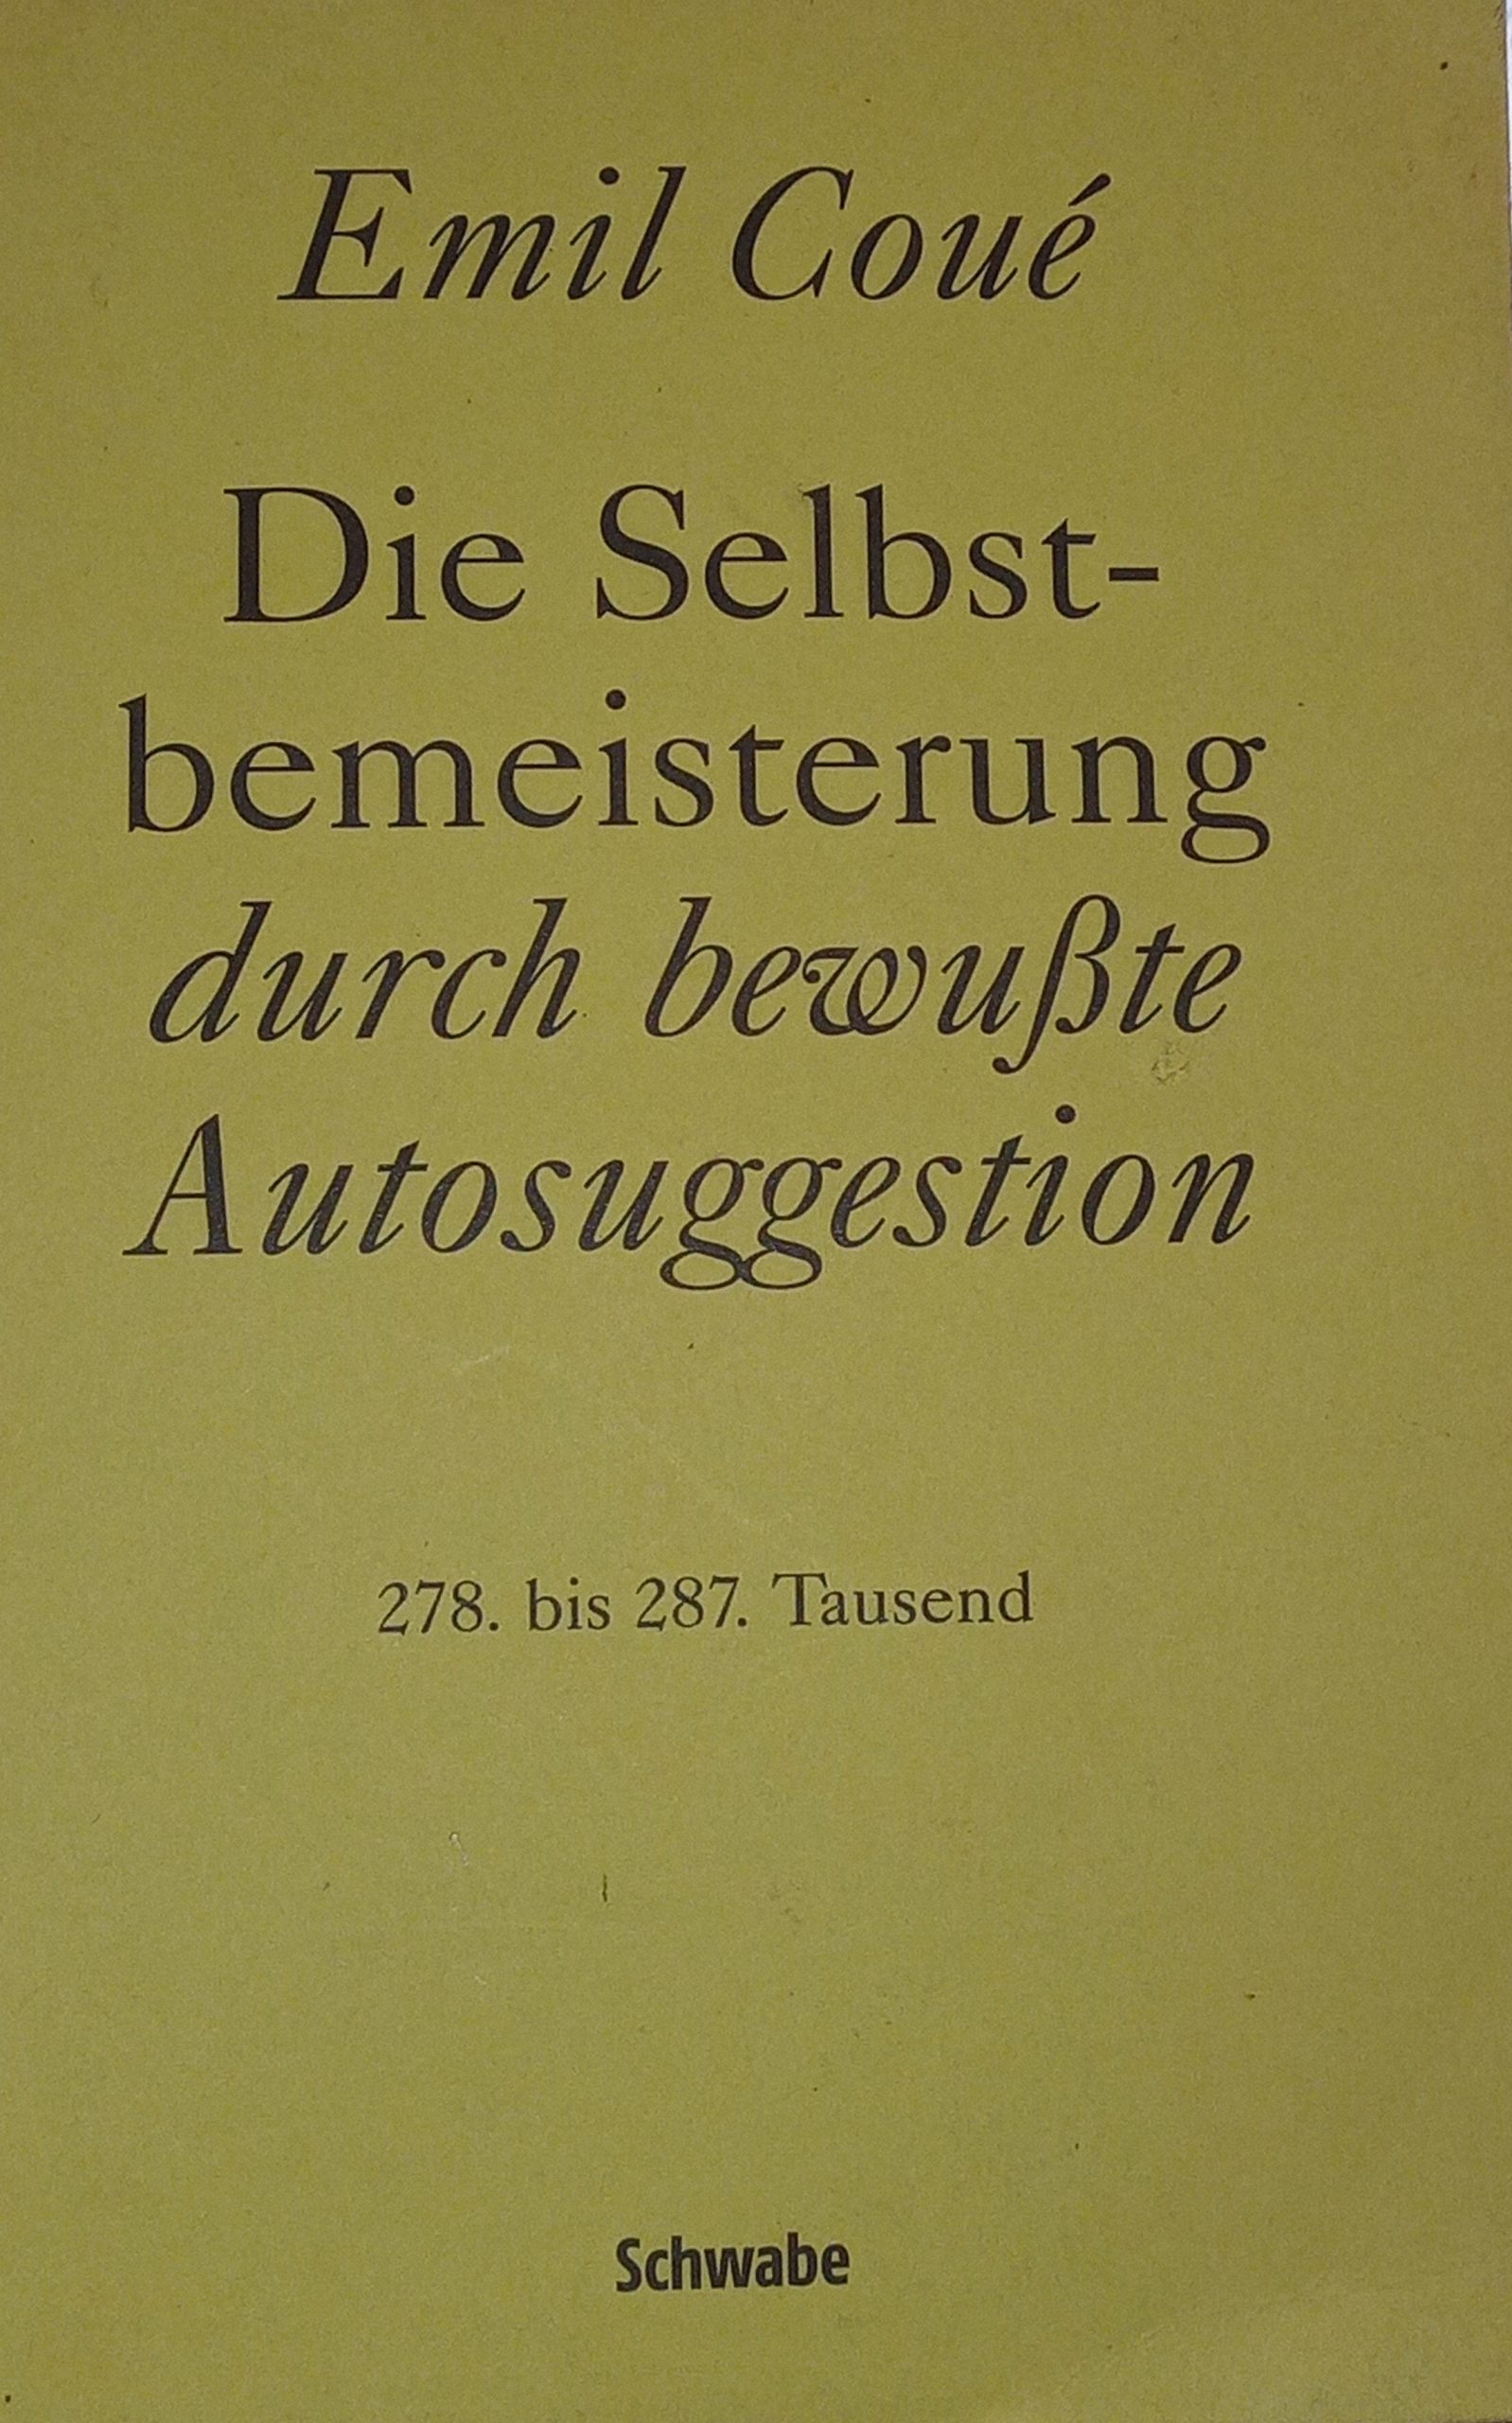 Emil Coué
Die Selbst-
bemeisterung
durch bewußte
Autosuggestion
278. bis 287. Tausend
Schwabe